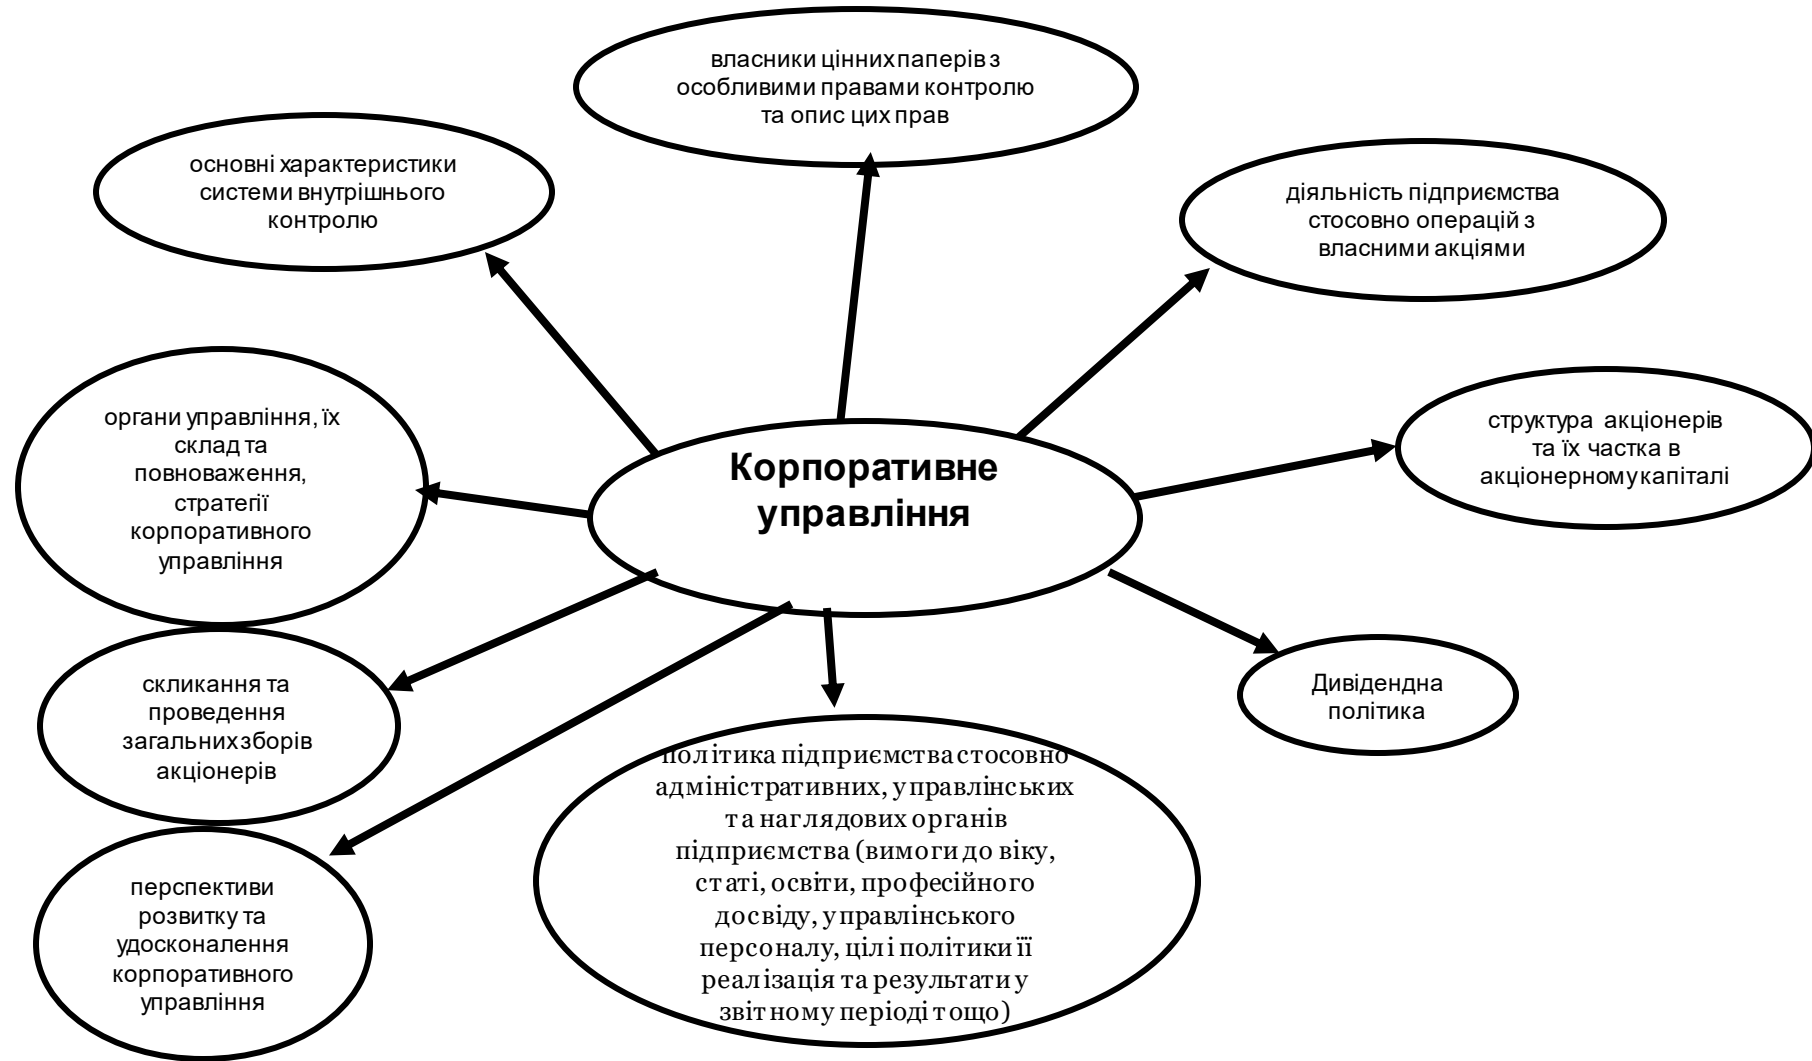 власники цінних паперів з
особливими правами контролю
та опис цих прав
основні характеристики
системи внутрішнього
контролю
діяльність підприємства
стосовно операцій з
власними акціями
органи управління, їх
склад та
повноваження,
стратегії
корпоративного
управління
Корпоративне
управління
структура акціонерів
та їх частка в
акціонерному капіталі
скликання та
проведення
загальних зборів
акціонерів
Дивідендна
політика
політика підприємства стосовно
адміністративних, управлінських
та наглядових органів
підприємства (вимоги до віку,
статі, освіти, професійного
досвіду, управлінського
персоналу, цілі політики її
реалізація та результати у
звітному періоді тощо)
перспективи
розвитку та
удосконалення
корпоративного
управління